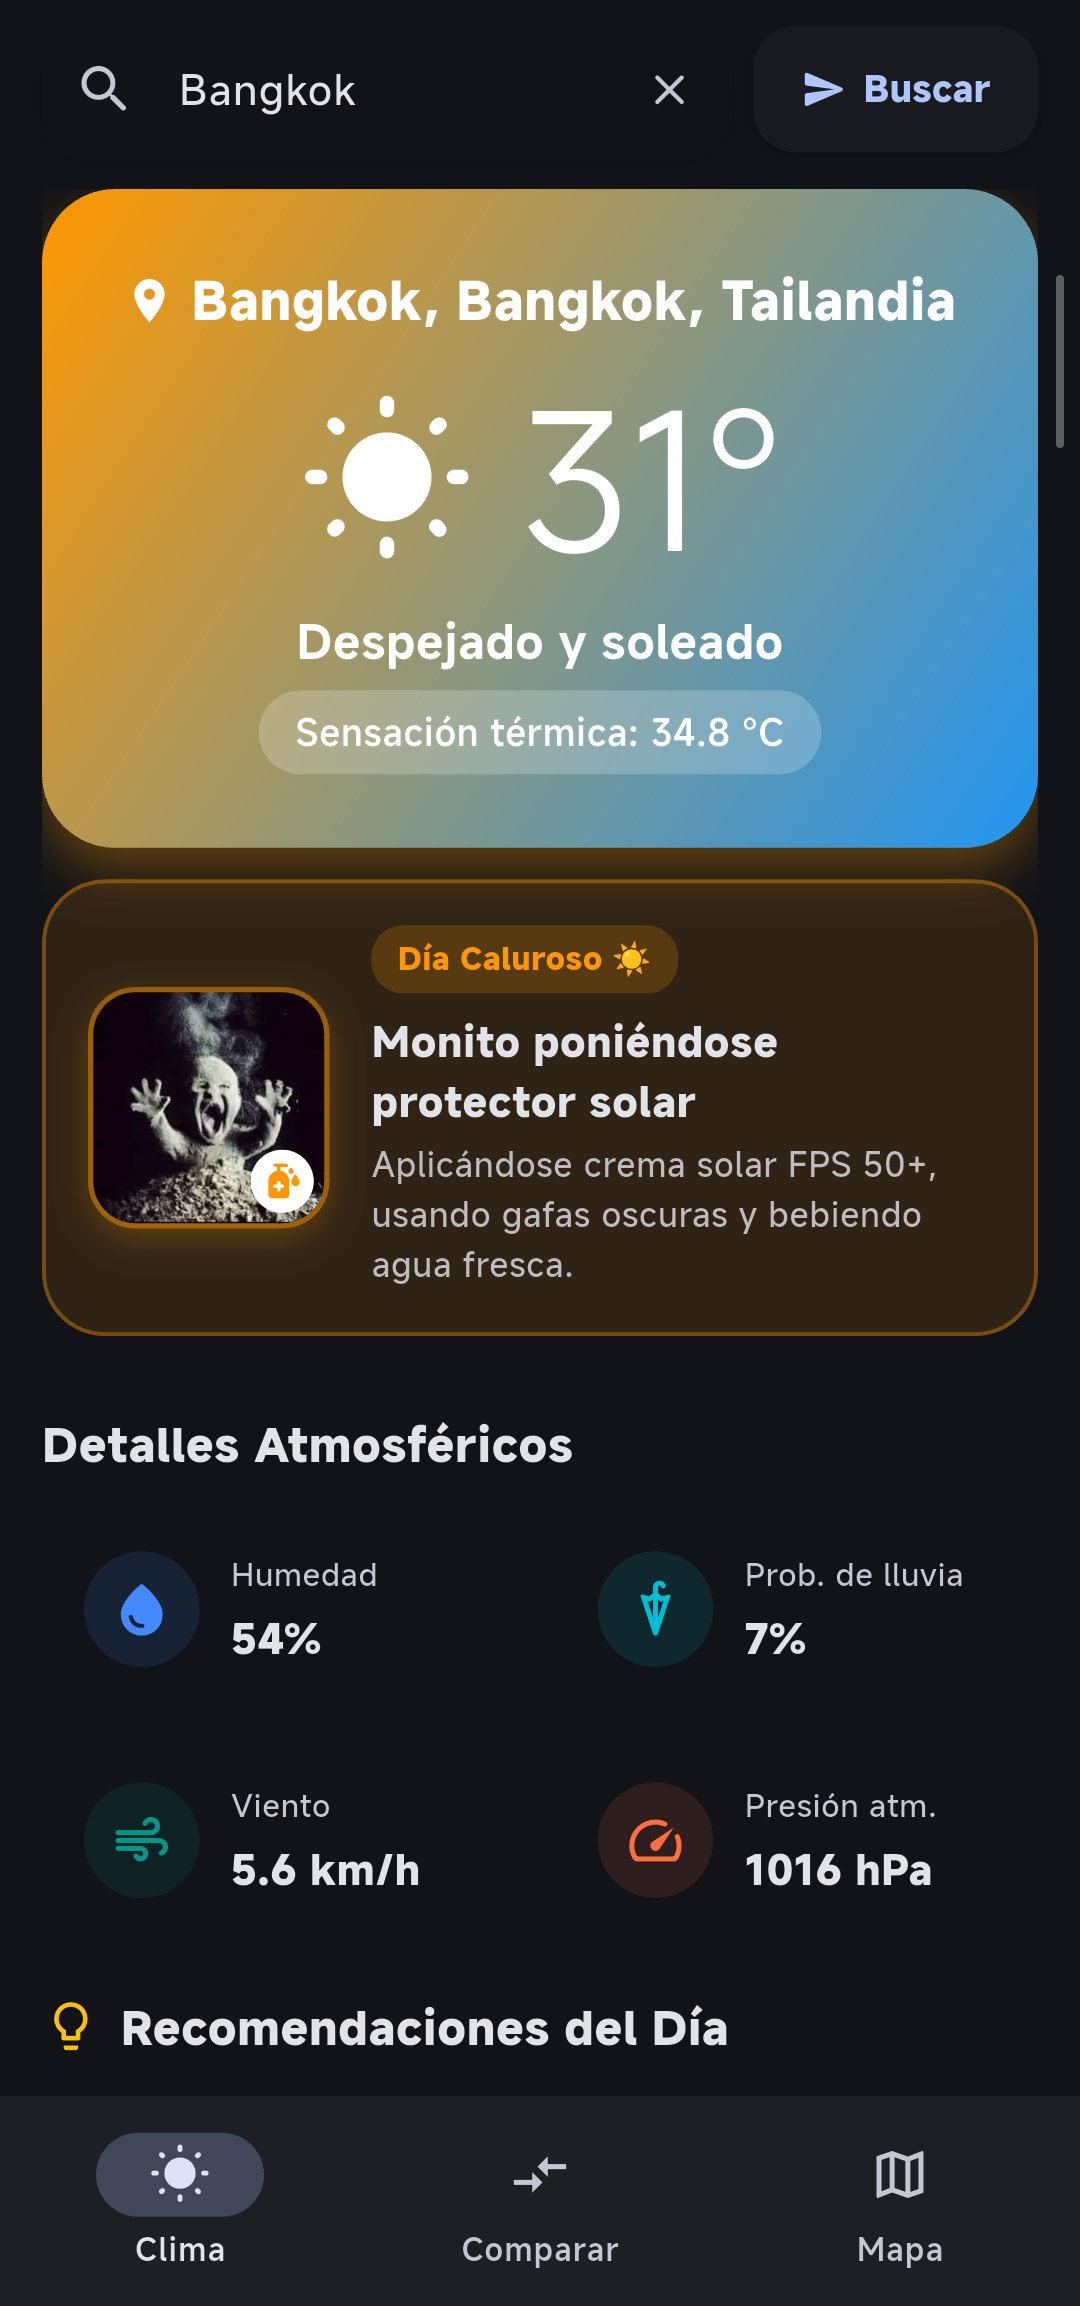 Bangkok
Buscar
Bangkok, Bangkok, Tailandia
31°
Despejado y soleado
Sensación térmica: 34.8 °C
Día Caluroso ☀️
Monito poniéndose
protector solar
Aplicándose crema solar FPS 50+,
usando gafas oscuras y bebiendo
agua fresca.
Detalles Atmosféricos
Humedad
54%
Prob. de lluvia
7%
Viento
5.6 km/h
Presión atm.
1016 hPa
Recomendaciones del Día
Clima
Comparar
Mapa